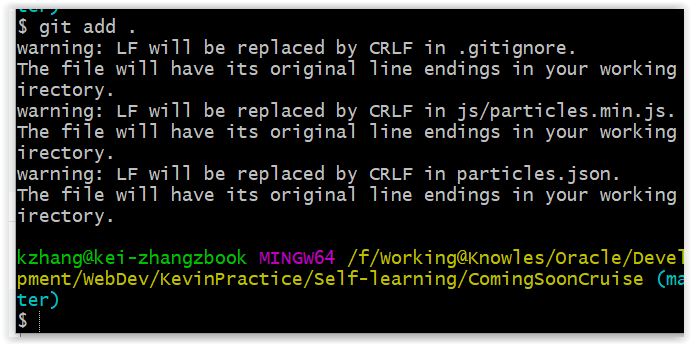 ter)
$ git add .
warning: LF will be replaced by CRLF in .gitignore.
The file will have its original line endings in your working
irectory.
warning: LF will be replaced by CRLF in js/particles.min.js.
The file will have its original line endings in your working
irectory.
warning: LF will be replaced by CRLF in particles.json.
The file will have its original line endings in your working
irectory.
kzhang@kei-zhangzbook MINGW64 /f/Working@Knowles/Oracle/Devel
pment/WebDev/KevinPractice/Self-learning/ComingSoonCruise (ma
ter)
$